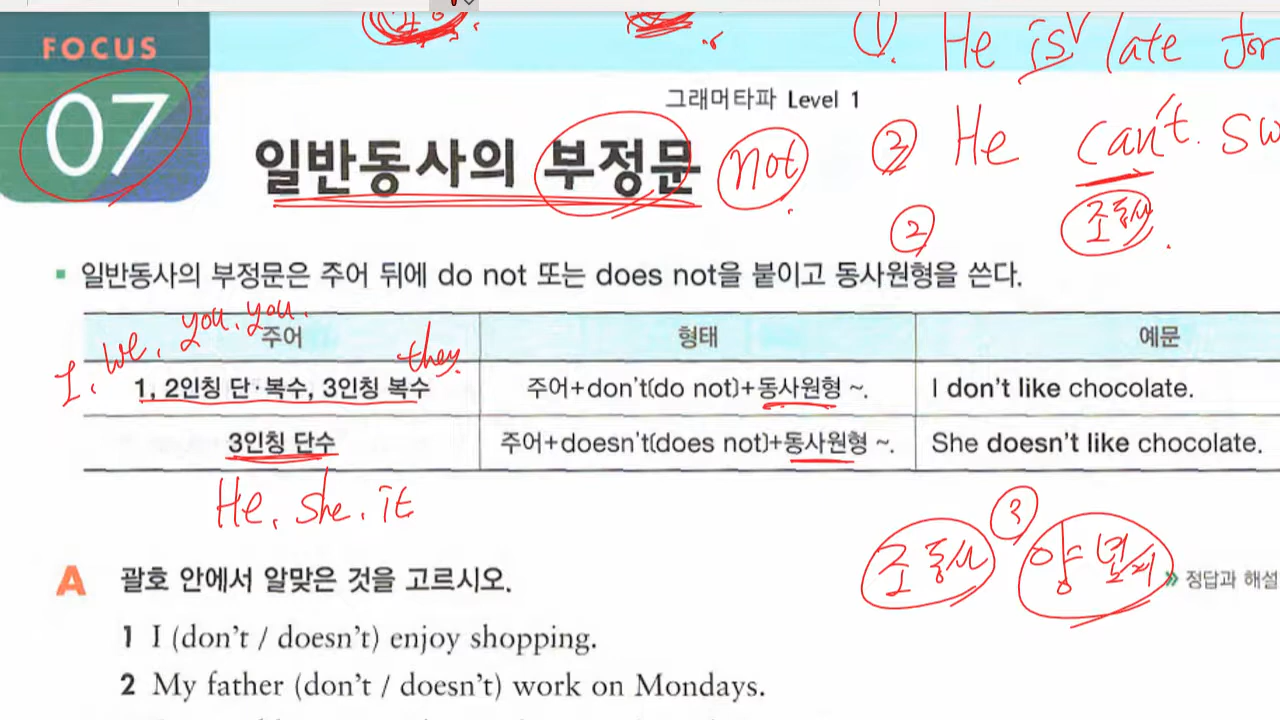 FOCUS
07
① He is late for
그래머타파 Level 1
일반동사의 부정문 not
② He can't. sw
조동사
②
일반동사의 부정문은 주어 뒤에 do not 또는 does not을 붙이고 동사원형을 쓴다.
I, we, you, you. they
주어 형태 예문
1, 2인칭 단·복수, 3인칭 복수 주어+don't(do not)+동사원형 ~. I don't like chocolate.
3인칭 단수 주어+doesn't(does not)+동사원형 ~. She doesn't like chocolate.
He, she, it
③
조동사
A 괄호 안에서 알맞은 것을 고르시오. » 정답과 해설
1 I (don't / doesn't) enjoy shopping.
2 My father (don't / doesn't) work on Mondays.